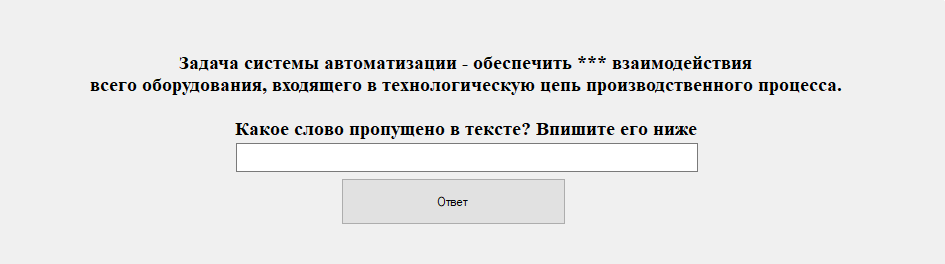 Задача системы автоматизации - обеспечить *** взаимодействия
всего оборудования, входящего в технологическую цепь производственного процесса.
Какое слово пропущено в тексте? Впишите его ниже
Ответ